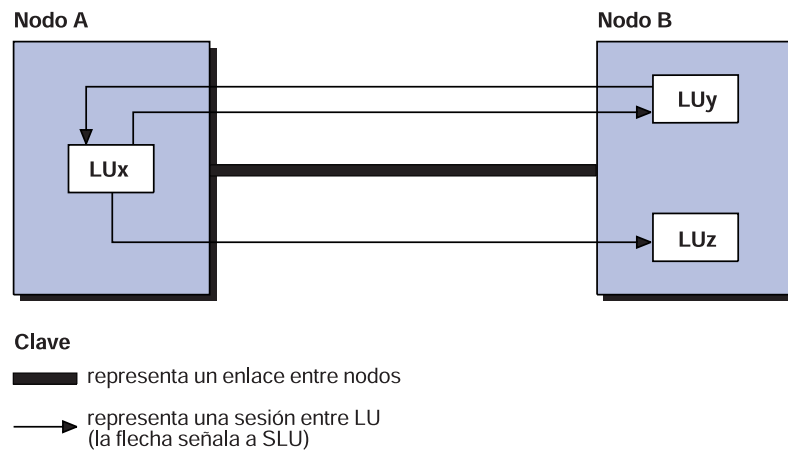 Nodo A
Nodo B
LUy
LUx
LUz
Clave
representa un enlace entre nodos
representa una sesión entre LU
(la flecha señala a SLU)